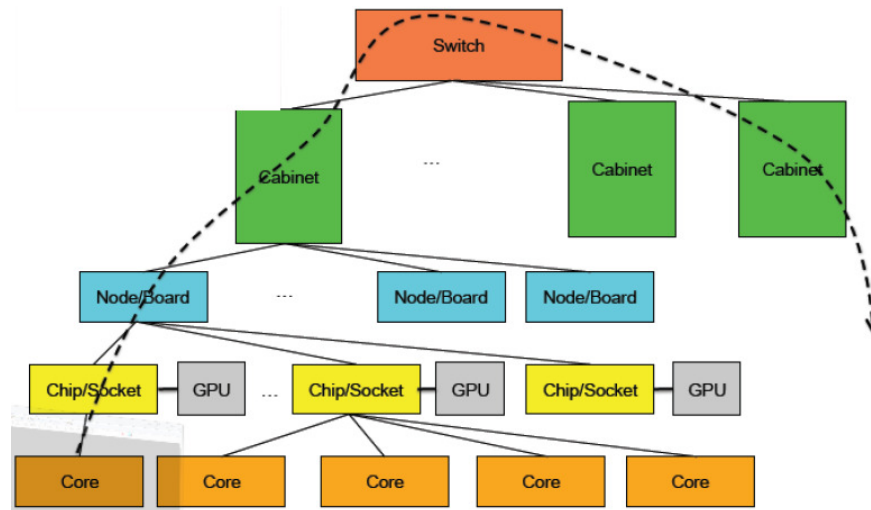 Switch
Cabinet
...
Cabinet
Cabinet
Node/Board
...
Node/Board
Node/Board
Chip/Socket
GPU
...
Chip/Socket
GPU
Chip/Socket
GPU
Core
Core
Core
Core
Core